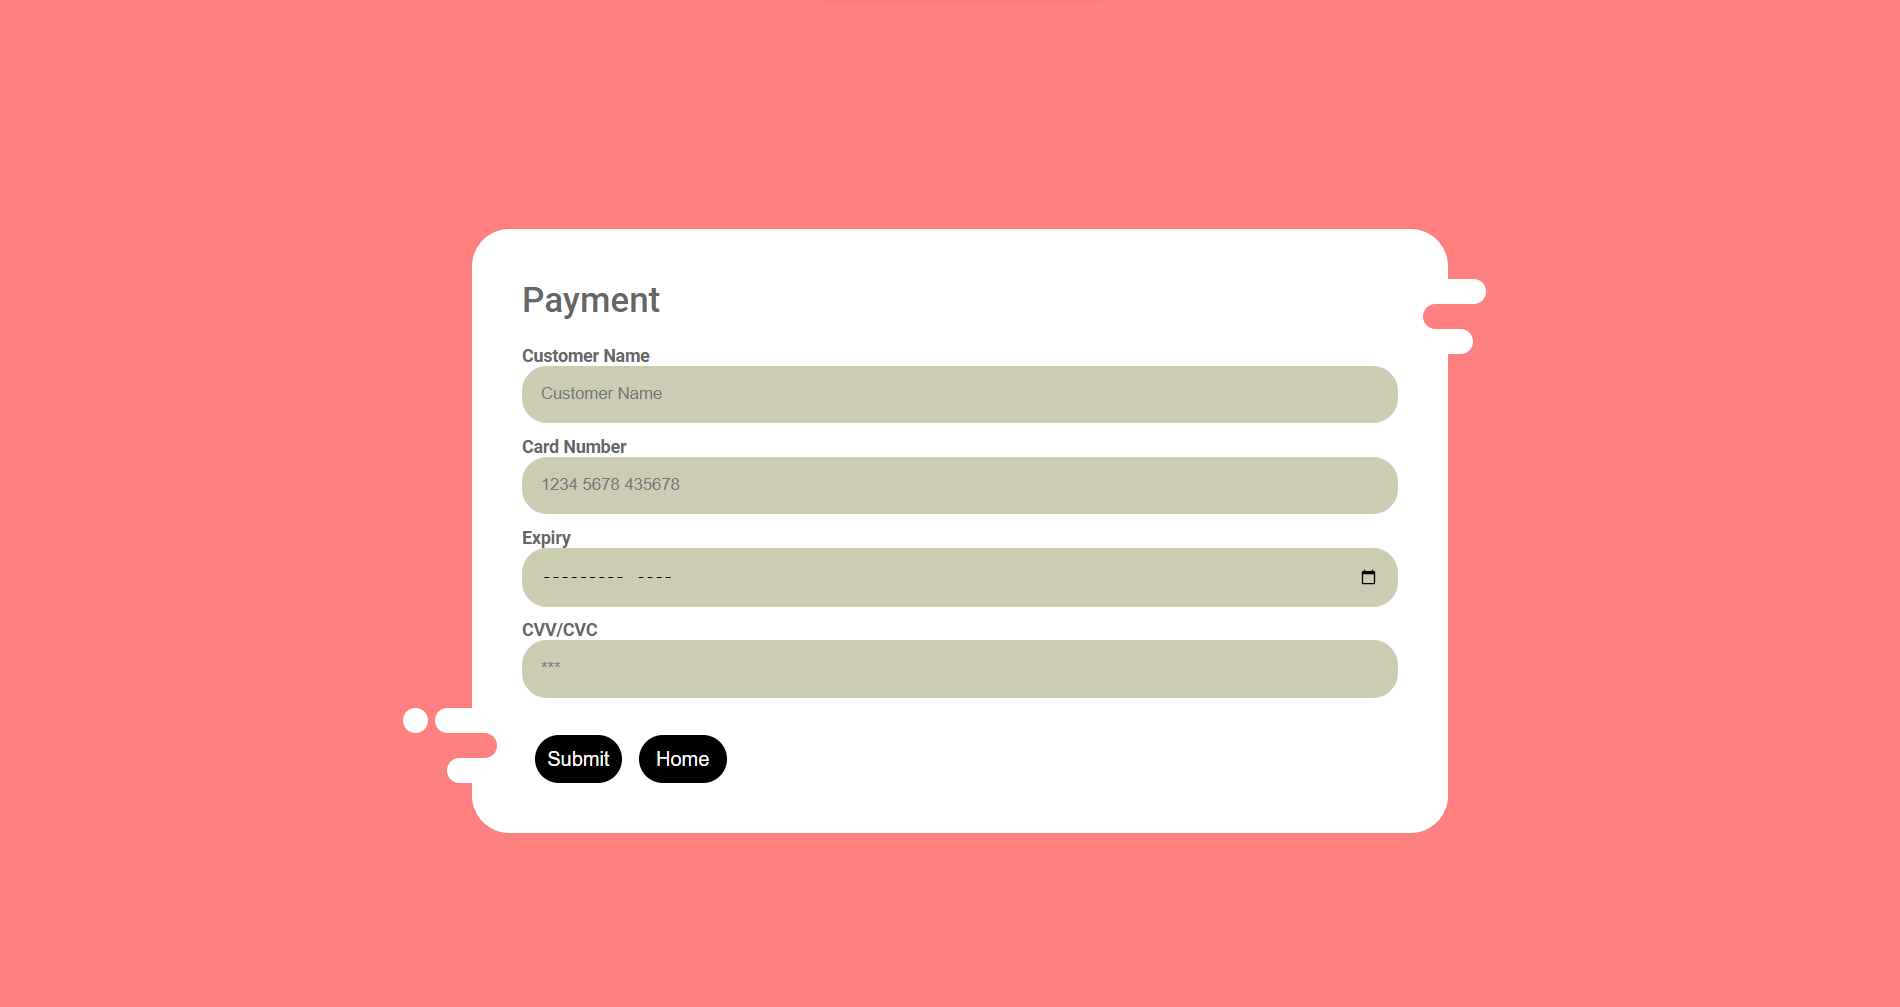 Payment
Customer Name
Customer Name
Card Number
1234 5678 435678
Expiry
--------- ----
CVV/CVC
***
Submit Home